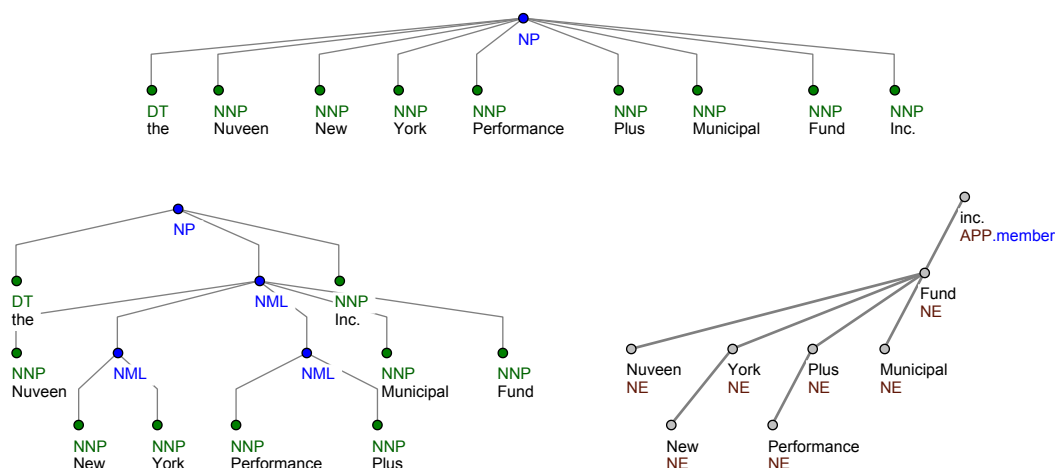 NP
DT NNP NNP NNP NNP NNP NNP NNP NNP
the Nuveen New York Performance Plus Municipal Fund Inc.
NP
DT NML NNP
the Inc.
NNP NML NML NNP NNP
Nuveen Municipal Fund
NNP NNP NNP NNP
New York Performance Plus
inc.
APP.member
Fund
NE
Nuveen York Plus Municipal
NE NE NE NE
New Performance
NE NE